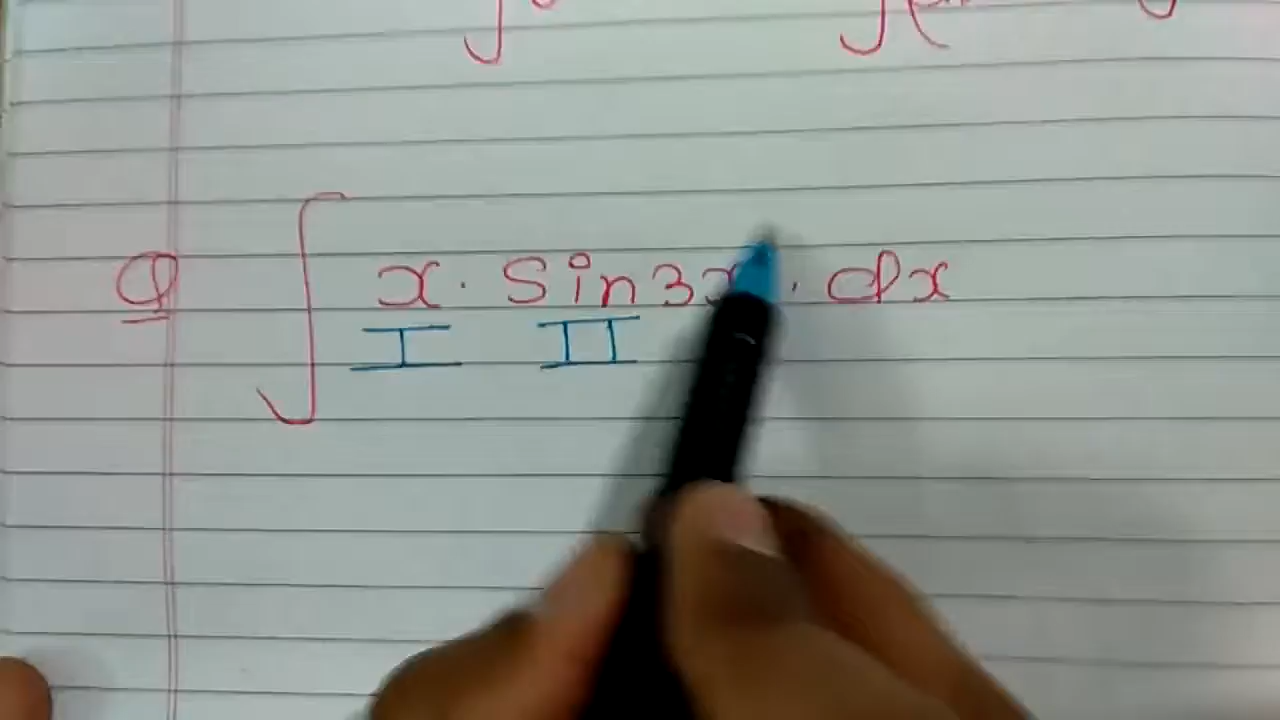 Q ∫ x · sin3x · dx
I II